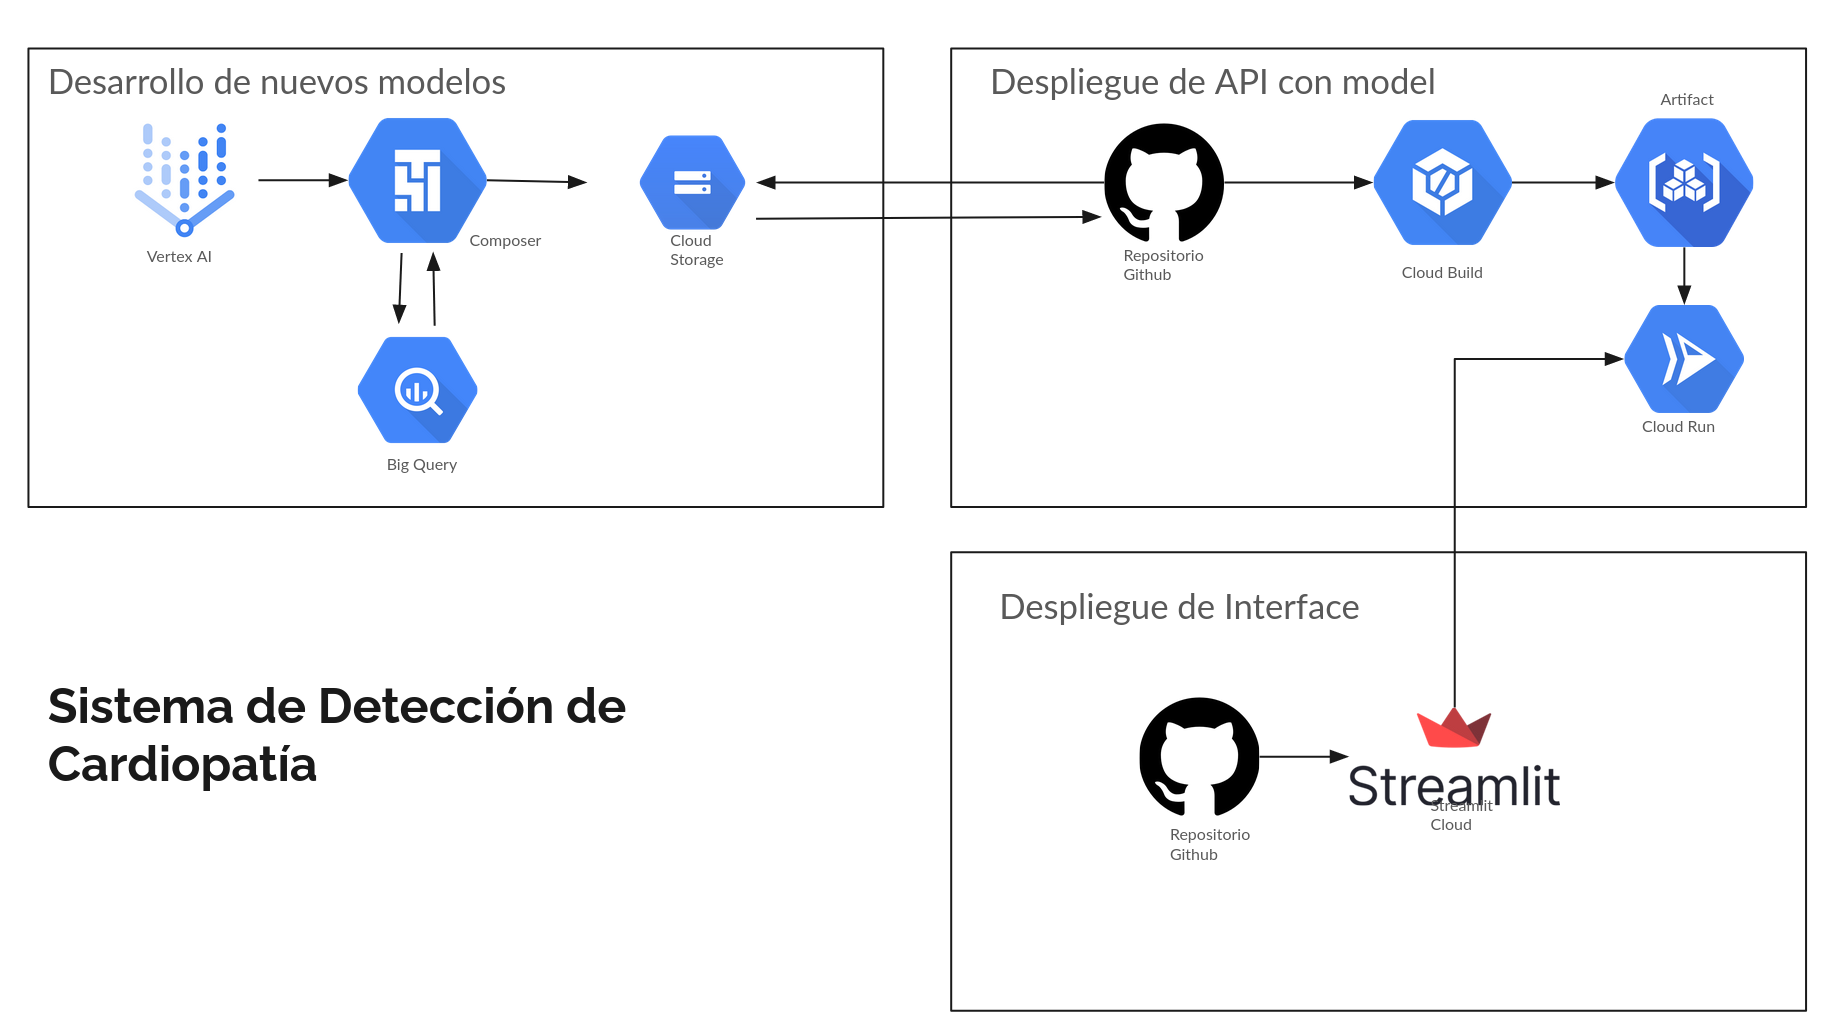 Desarrollo de nuevos modelos
Vertex AI
Composer
Cloud
Storage
Big Query
Despliegue de API con model
Artifact
Repositorio
Github
Cloud Build
Cloud Run
Despliegue de Interface
Repositorio
Github
Streamlit
Streamlit
Cloud
Sistema de Detección de
Cardiopatía